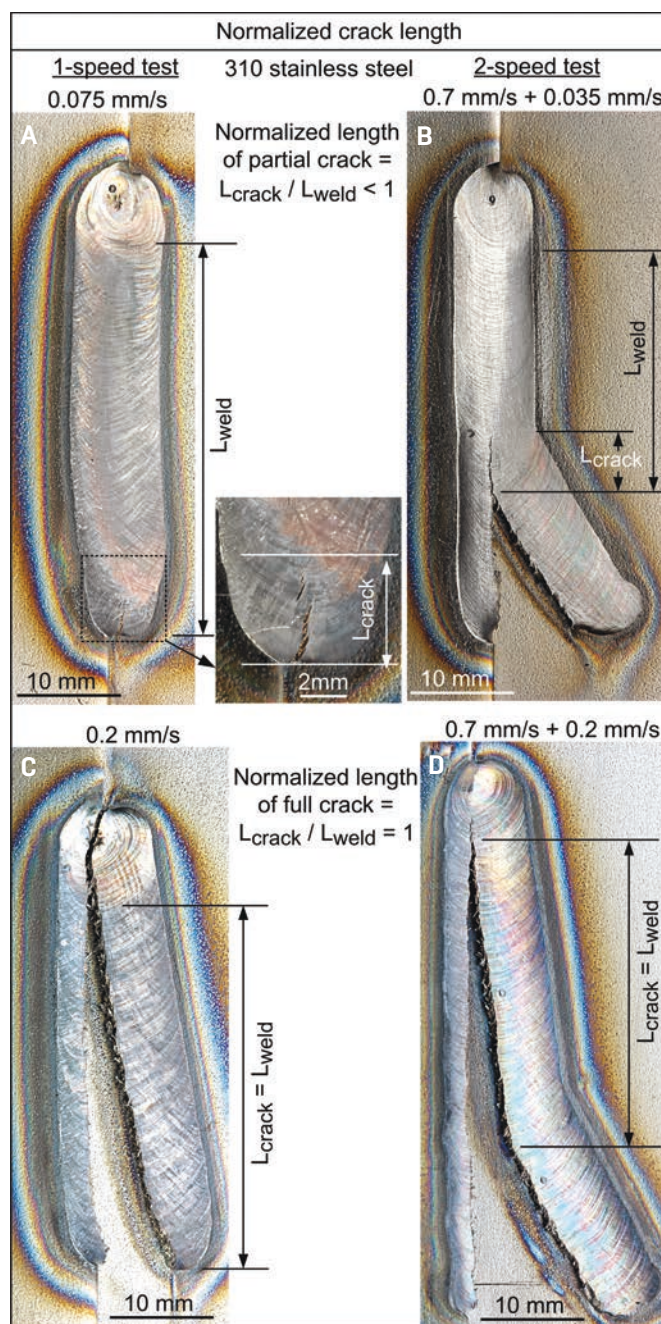 Normalized crack length
1-speed test
310 stainless steel
2-speed test
0.075 mm/s
0.7 mm/s + 0.035 mm/s
A
Normalized length
of partial crack =
Lcrack / Lweld < 1
B
Lweld
Lcrack
2mm
10 mm
Lweld
Lcrack
10 mm
0.2 mm/s
0.7 mm/s + 0.2 mm/s
C
Normalized length
of full crack =
Lcrack / Lweld = 1
D
Lcrack = Lweld
10 mm
Lcrack = Lweld
10 mm